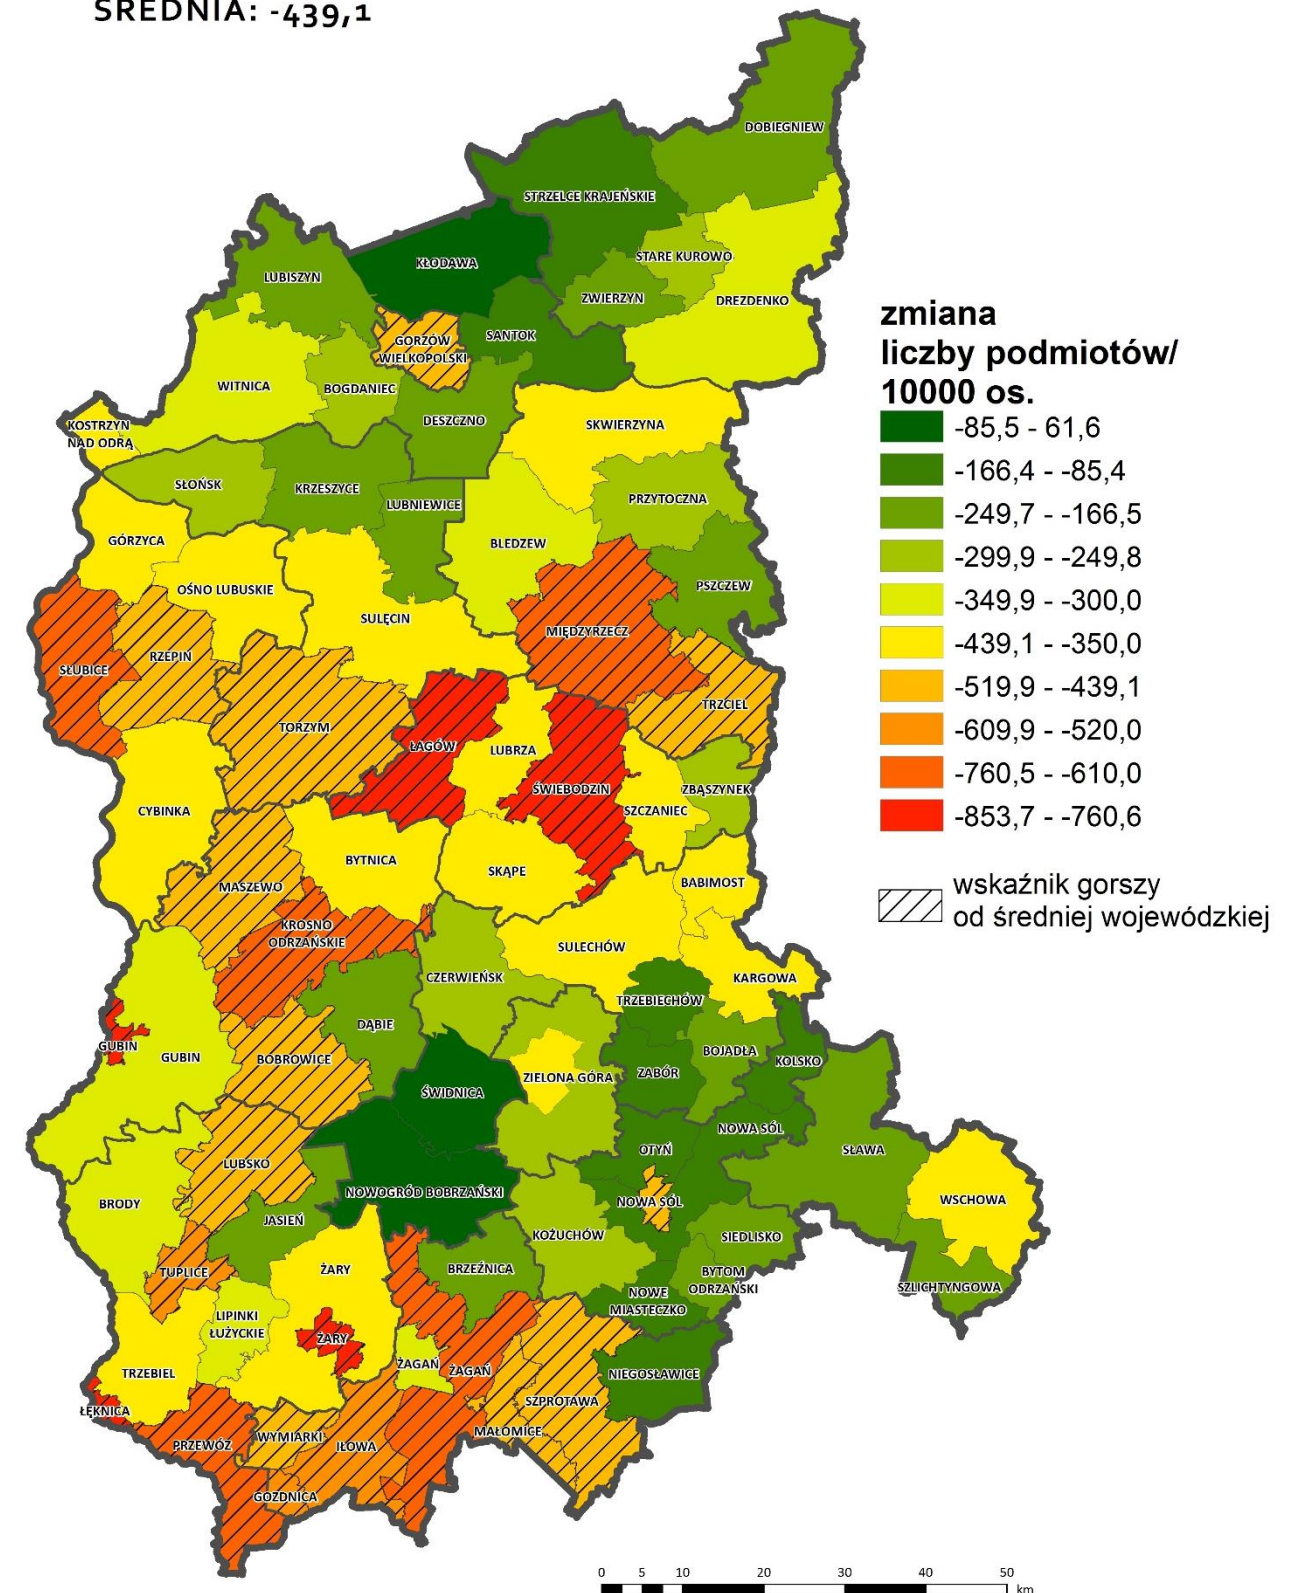 ŚREDNIA: -439,1
DOBIEGNIEW
STRZELCE KRAJEŃSKIE
STARE KUROWO
KŁODAWA
LUBISZYN
ZWIERZYN
DREZDENKO
SANTOK
GORZÓW
WIELKOPOLSKI
WITNICA
BOGDANIEC
DESZCZNO
SKWIERZYNA
KOSTRZYN
NAD ODRĄ
SŁOŃSK
KRZESZYCE
LUBNIEWICE
PRZYTOCZNA
GÓRZYCA
BLEDZEW
OŚNO LUBUSKIE
PSZCZEW
SULĘCIN
MIĘDZYRZECZ
RZEPIN
SŁUBICE
TRZCIEL
TORZYM
ŁAGÓW
LUBRZA
ŚWIEBODZIN
ZBĄSZYNEK
CYBINKA
SZCZANIEC
BYTNICA
SKĄPE
BABIMOST
MASZEWO
KROSNO
ODRZAŃSKIE
SULECHÓW
CZERWIEŃSK
KARGOWA
TRZEBIECHÓW
DĄBIE
GUBIN
GUBIN
BOBROWICE
BOJADŁA
KOLSKO
ZIELONA GÓRA
ZABÓR
ŚWIDNICA
NOWA SÓL
OTYŃ
SŁAWA
LUBSKO
NOWOGRÓD BOBRZAŃSKI
NOWA SÓL
WSCHOWA
BRODY
JASIEŃ
KOŻUCHÓW
SIEDLISKO
TUPLICE
ŻARY
BRZEŹNICA
BYTOM
ODRZAŃSKI
SZLICHTYNGOWA
NOWE
MIASTECZKO
LIPINKI
ŁUŻYCKIE
ŻARY
TRZEBIEL
ŻAGAŃ
ŻAGAŃ
NIEGOSŁAWICE
SZPROTAWA
ŁĘKNICA
MAŁOMICE
PRZEWÓZ
WYMIARKI
IŁOWA
GOZDNICA
zmiana
liczby podmiotów/
10000 os.
-85,5 - 61,6
-166,4 - -85,4
-249,7 - -166,5
-299,9 - -249,8
-349,9 - -300,0
-439,1 - -350,0
-519,9 - -439,1
-609,9 - -520,0
-760,5 - -610,0
-853,7 - -760,6
wskaźnik gorszy
od średniej wojewódzkiej
0 5 10 20 30 40 50
km